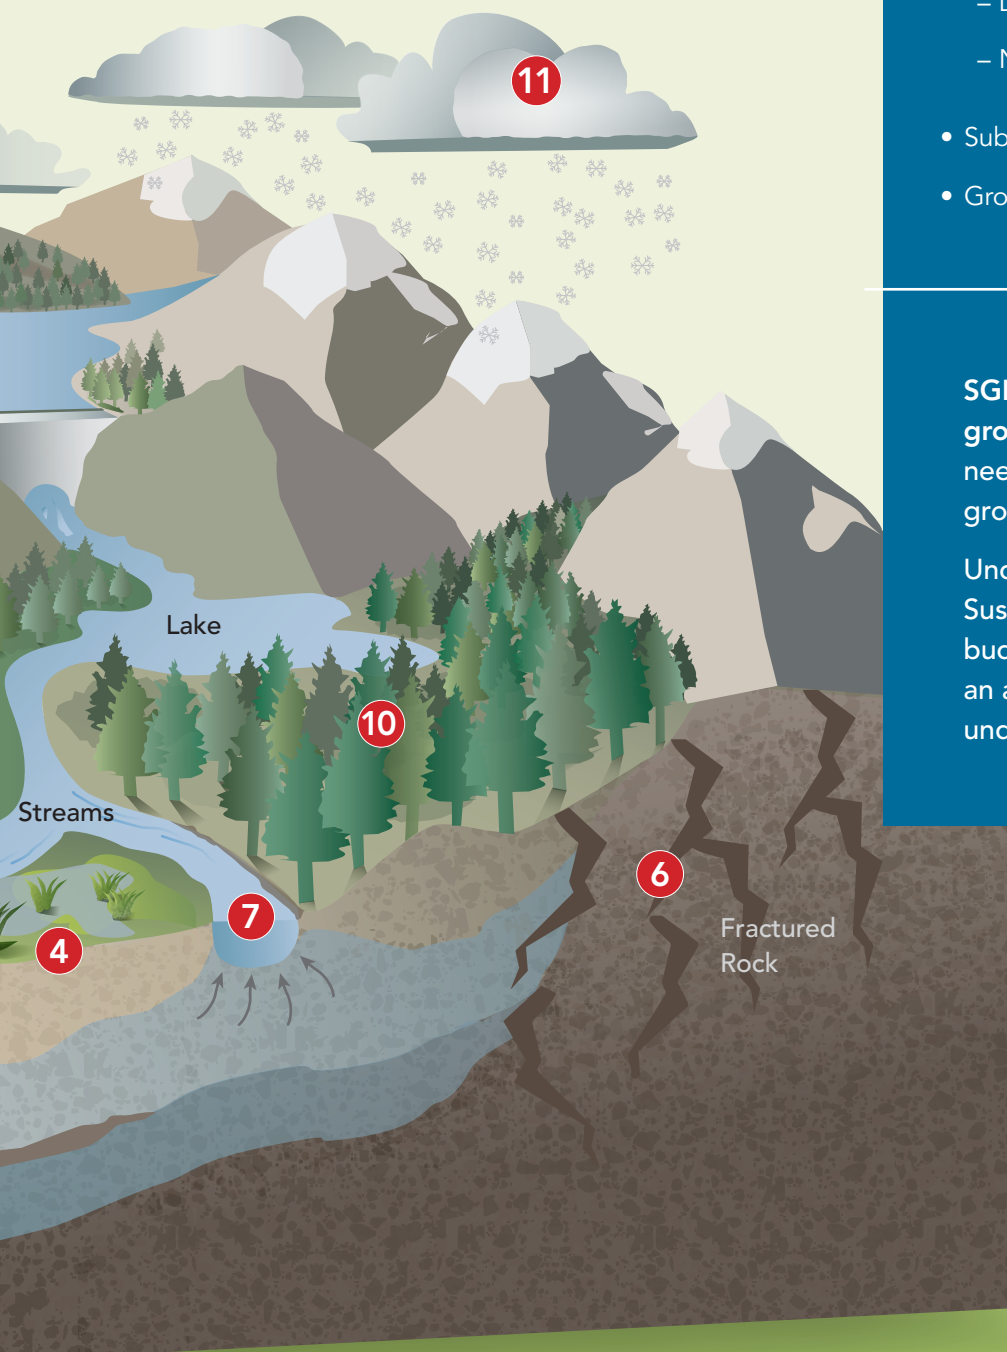 11
Lake
10
Streams
6
7
Fractured
Rock
4
– 
– 
• Sub
• Gro
SG
gro
nee
gro
Und
Sus
bud
an a
und